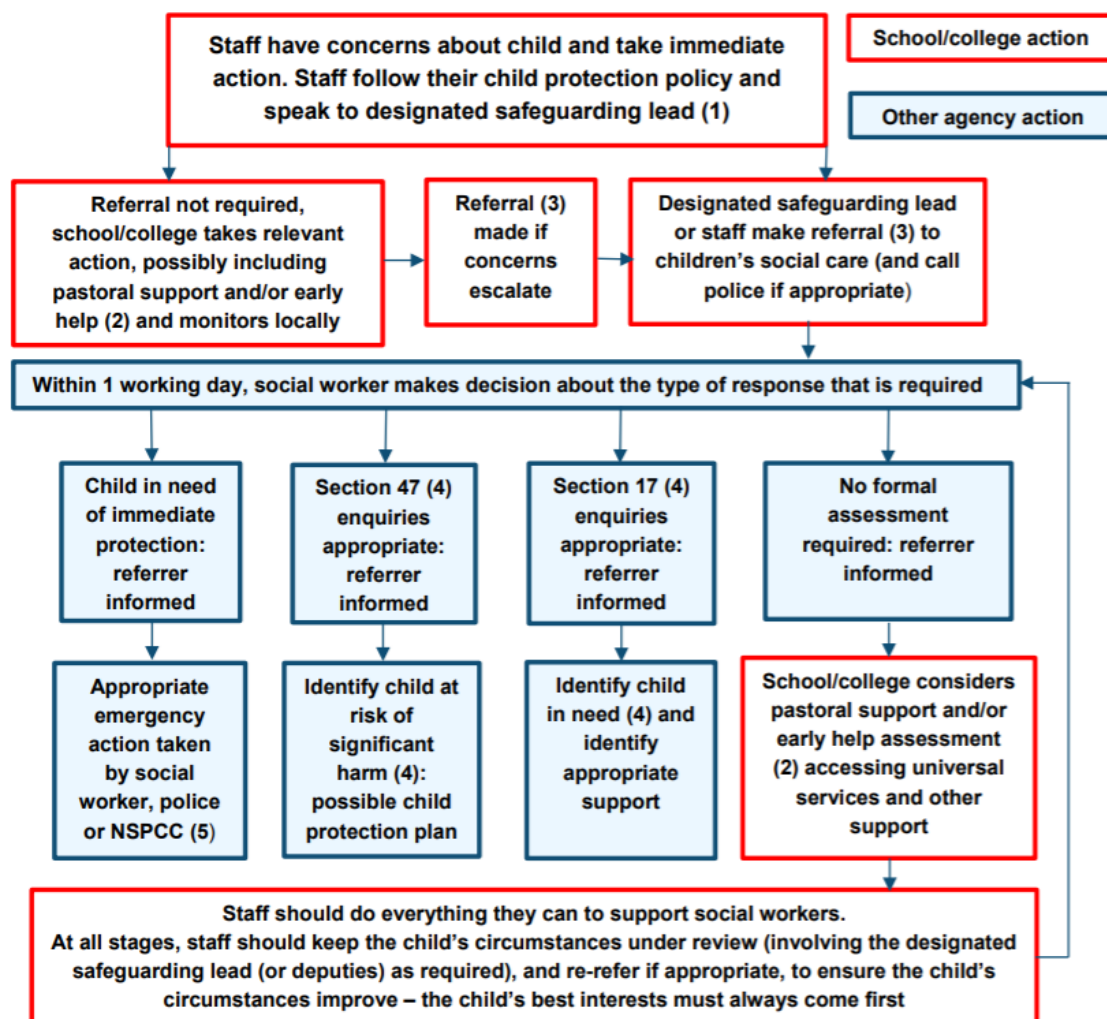 Staff have concerns about child and take immediate
action. Staff follow their child protection policy and
speak to designated safeguarding lead (1)
School/college action
Other agency action
Referral not required,
school/college takes relevant
action, possibly including
pastoral support and/or early
help (2) and monitors locally
Referral (3)
made if
concerns
escalate
Designated safeguarding lead
or staff make referral (3) to
children’s social care (and call
police if appropriate)
Within 1 working day, social worker makes decision about the type of response that is required
Child in need
of immediate
protection:
referrer
informed
Section 47 (4)
enquiries
appropriate:
referrer
informed
Section 17 (4)
enquiries
appropriate:
referrer
informed
No formal
assessment
required: referrer
informed
Appropriate
emergency
action taken
by social
worker, police
or NSPCC (5)
Identify child at
risk of
significant
harm (4):
possible child
protection plan
Identify child
in need (4) and
identify
appropriate
support
School/college considers
pastoral support and/or
early help assessment
(2) accessing universal
services and other
support
Staff should do everything they can to support social workers.
At all stages, staff should keep the child’s circumstances under review (involving the designated
safeguarding lead (or deputies) as required), and re-refer if appropriate, to ensure the child’s
circumstances improve – the child’s best interests must always come first